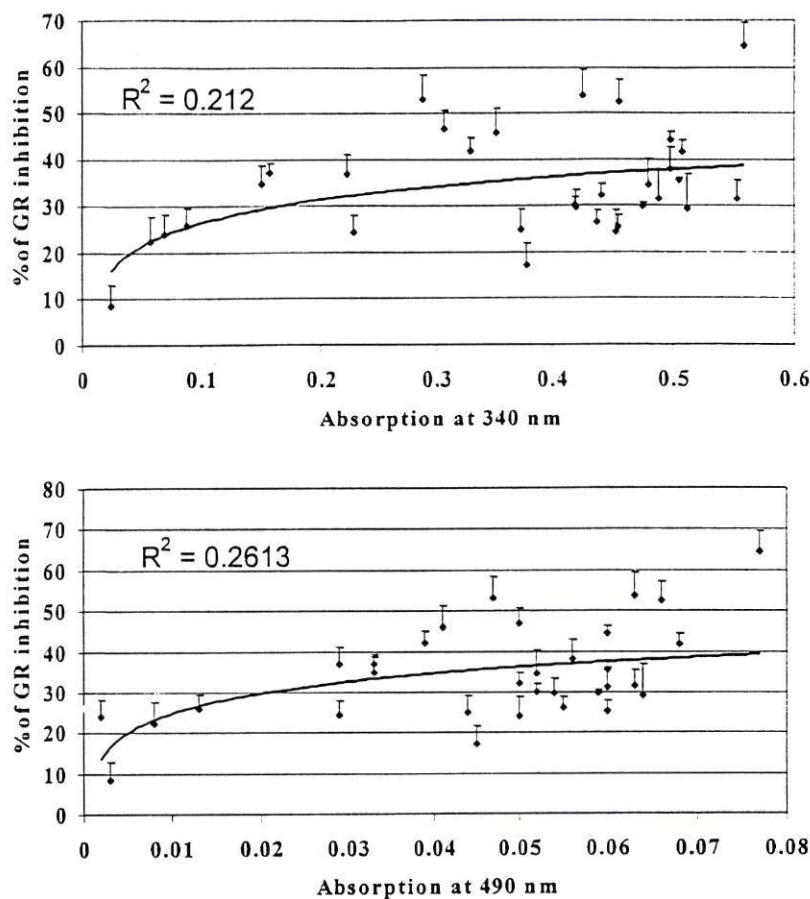 70
60
50
40
30
20
10
0
% of GR inhibition
R² = 0.212
0 0.1 0.2 0.3 0.4 0.5 0.6
Absorption at 340 nm
80
70
60
50
40
30
20
10
0
% of GR inhibition
R² = 0.2613
0 0.01 0.02 0.03 0.04 0.05 0.06 0.07 0.08
Absorption at 490 nm